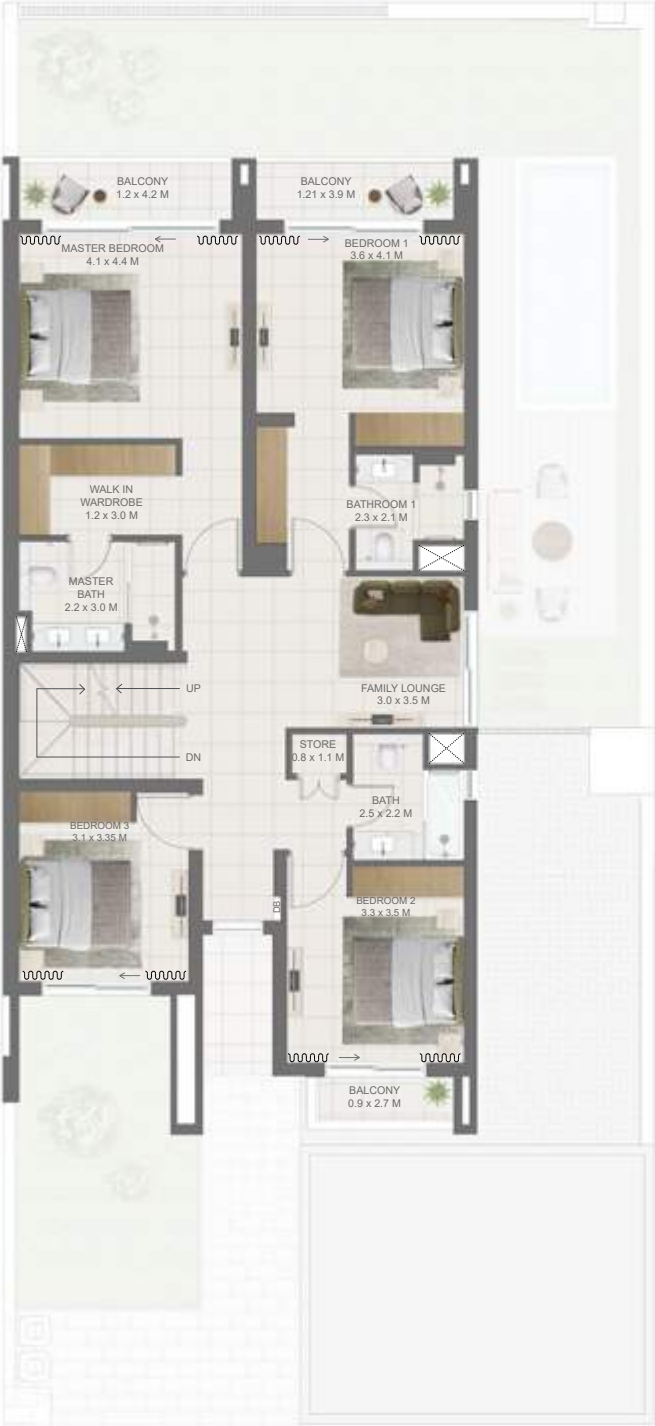 BALCONY
1.2 x 4.2 M
BALCONY
1.21 x 3.9 M
MASTER BEDROOM
4.1 x 4.4 M
BEDROOM 1
3.6 x 4.1 M
WALK IN
WARDROBE
1.2 x 3.0 M
BATHROOM 1
2.3 x 2.1 M
MASTER
BATH
2.2 x 3.0 M
UP
FAMILY LOUNGE
3.0 x 3.5 M
DN
STORE
0.8 x 1.1 M
BATH
2.5 x 2.2 M
BEDROOM 3
3.1 x 3.35 M
DB
BEDROOM 2
3.3 x 3.5 M
BALCONY
0.9 x 2.7 M